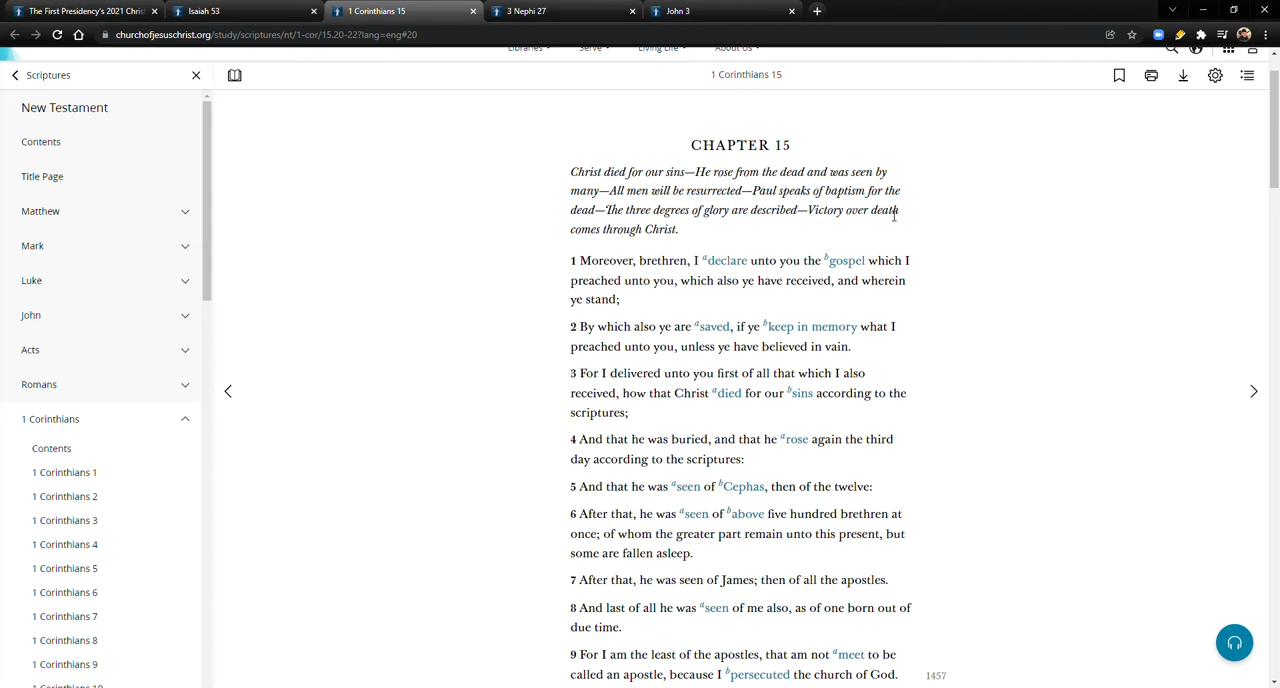 The First Presidency's 2021 Christ
Isaiah 53
1 Corinthians 15
3 Nephi 27
John 3
churchofjesuschrist.org/study/scriptures/nt/1-cor/15.20-22?lang=eng#20
Libraries
Serve
Living Life
About Us
Scriptures
1 Corinthians 15
New Testament
Contents
Title Page
Matthew
Mark
Luke
John
Acts
Romans
1 Corinthians
Contents
1 Corinthians 1
1 Corinthians 2
1 Corinthians 3
1 Corinthians 4
1 Corinthians 5
1 Corinthians 6
1 Corinthians 7
1 Corinthians 8
1 Corinthians 9
1 Corinthians 10
CHAPTER 15
Christ died for our sins—He rose from the dead and was seen by
many—All men will be resurrected—Paul speaks of baptism for the
dead—The three degrees of glory are described—Victory over death
comes through Christ.
1 Moreover, brethren, I a declare unto you the b gospel which I
preached unto you, which also ye have received, and wherein
ye stand;
2 By which also ye are a saved, if ye b keep in memory what I
preached unto you, unless ye have believed in vain.
3 For I delivered unto you first of all that which I also
received, how that Christ a died for our b sins according to the
scriptures;
4 And that he was buried, and that he a rose again the third
day according to the scriptures:
5 And that he was a seen of b Cephas, then of the twelve:
6 After that, he was a seen of b above five hundred brethren at
once; of whom the greater part remain unto this present, but
some are fallen asleep.
7 After that, he was seen of James; then of all the apostles.
8 And last of all he was a seen of me also, as of one born out of
due time.
9 For I am the least of the apostles, that am not a meet to be
called an apostle, because I b persecuted the church of God.
1457